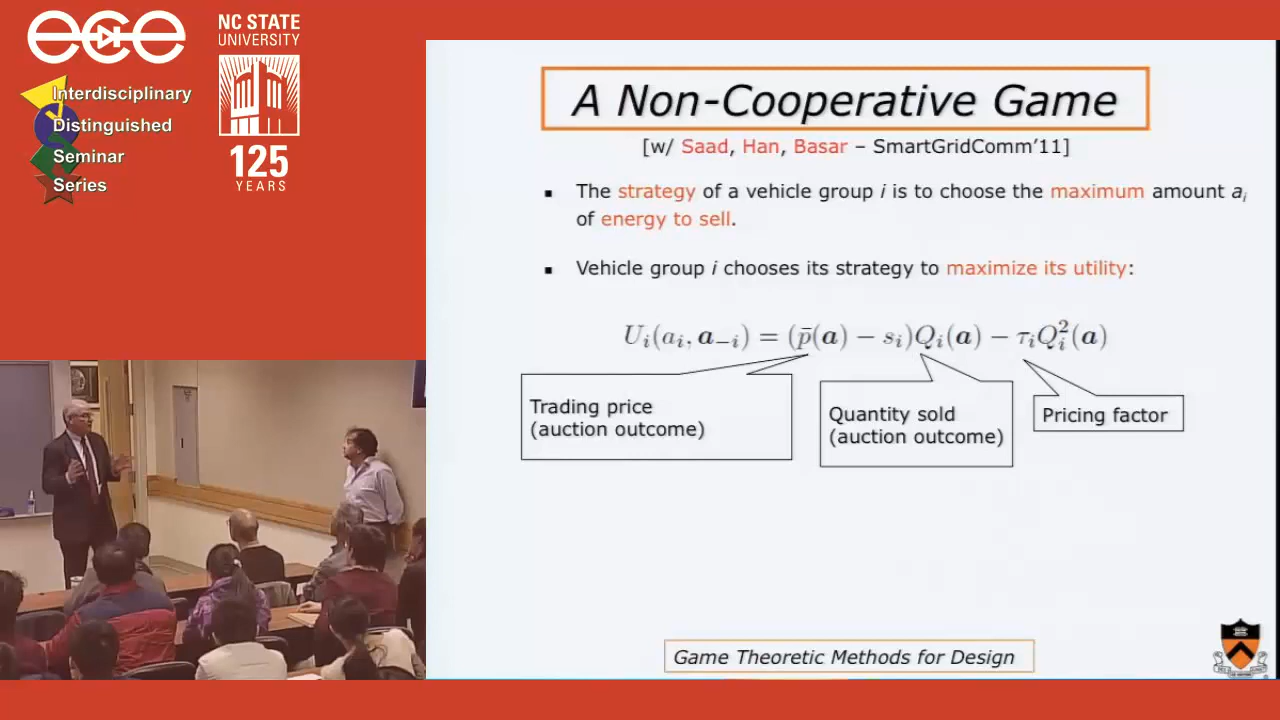 ece
NC STATE
UNIVERSITY
Interdisciplinary
Distinguished
Seminar
Series
125
YEARS
A Non-Cooperative Game
[w/ Saad, Han, Basar – SmartGridComm'11]
▪ The strategy of a vehicle group i is to choose the maximum amount aᵢ
of energy to sell.
▪ Vehicle group i chooses its strategy to maximize its utility:
Uᵢ(aᵢ, a₋ᵢ) = (p̄(a) − sᵢ)Qᵢ(a) − τᵢQᵢ²(a)
Trading price
(auction outcome)
Quantity sold
(auction outcome)
Pricing factor
Game Theoretic Methods for Design